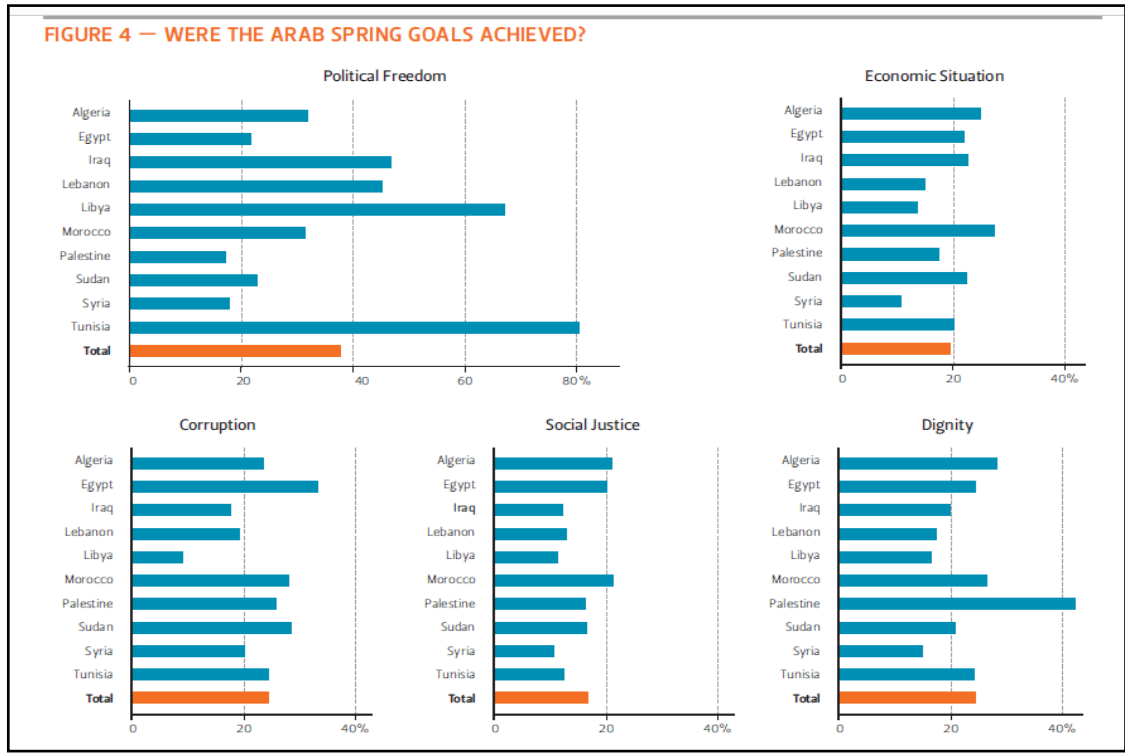 FIGURE 4 — WERE THE ARAB SPRING GOALS ACHIEVED?
Political Freedom
Algeria
Egypt
Iraq
Lebanon
Libya
Morocco
Palestine
Sudan
Syria
Tunisia
Total
0 20 40 60 80%
Economic Situation
Algeria
Egypt
Iraq
Lebanon
Libya
Morocco
Palestine
Sudan
Syria
Tunisia
Total
0 20 40%
Corruption
Algeria
Egypt
Iraq
Lebanon
Libya
Morocco
Palestine
Sudan
Syria
Tunisia
Total
0 20 40%
Social Justice
Algeria
Egypt
Iraq
Lebanon
Libya
Morocco
Palestine
Sudan
Syria
Tunisia
Total
0 20 40%
Dignity
Algeria
Egypt
Iraq
Lebanon
Libya
Morocco
Palestine
Sudan
Syria
Tunisia
Total
0 20 40%